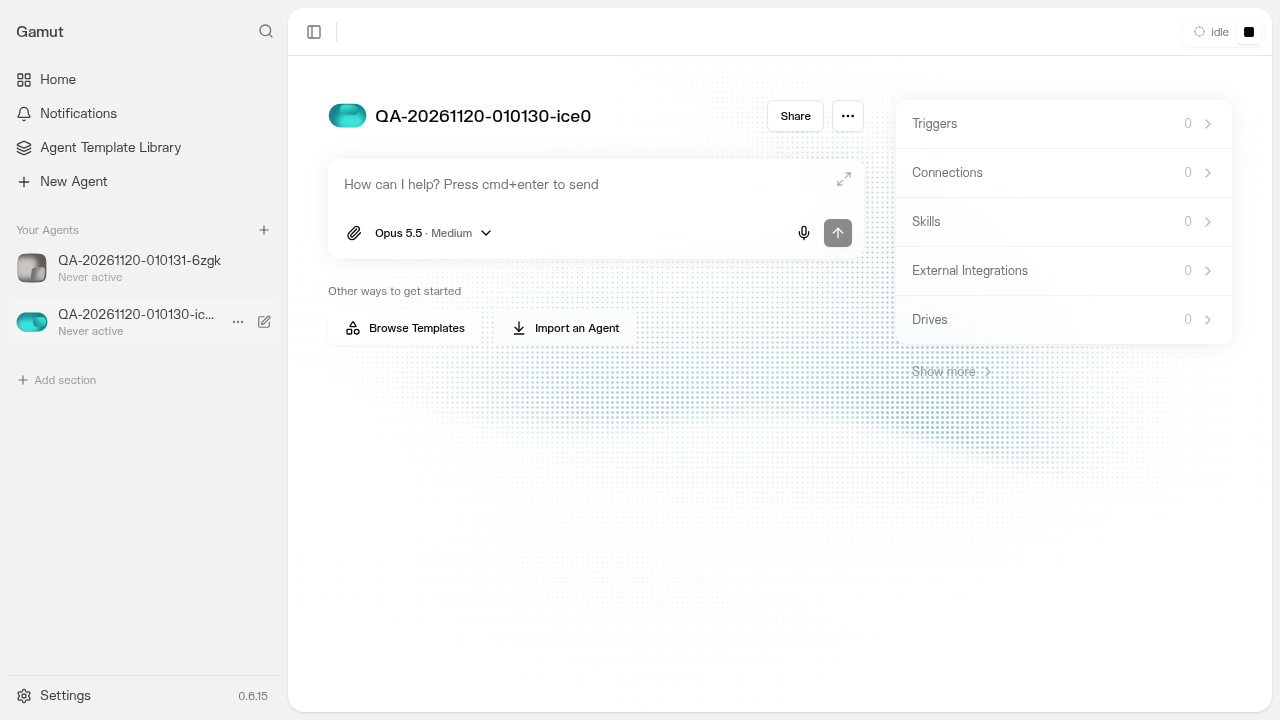 Gamut
Home
Notifications
Agent Template Library
New Agent
Your Agents
QA-20261120-010131-6zgk
Never active
QA-20261120-010130-ic...
Never active
Add section
Settings
0.6.15
idle
QA-20261120-010130-ice0
Share
How can I help? Press cmd+enter to send
Opus 5.5 · Medium
Other ways to get started
Browse Templates
Import an Agent
Triggers 0
Connections 0
Skills 0
External Integrations 0
Drives 0
Show more